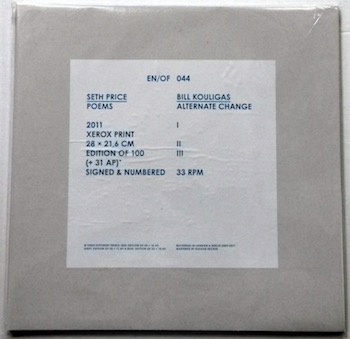 EN/OF 044
SETH PRICE
POEMS
2011
XEROX PRINT
28 × 21,6 CM
EDITION OF 100
(+ 31 AP)*
SIGNED & NUMBERED
BILL KOULIGAS
ALTERNATE CHANGE
I
II
III
33 RPM